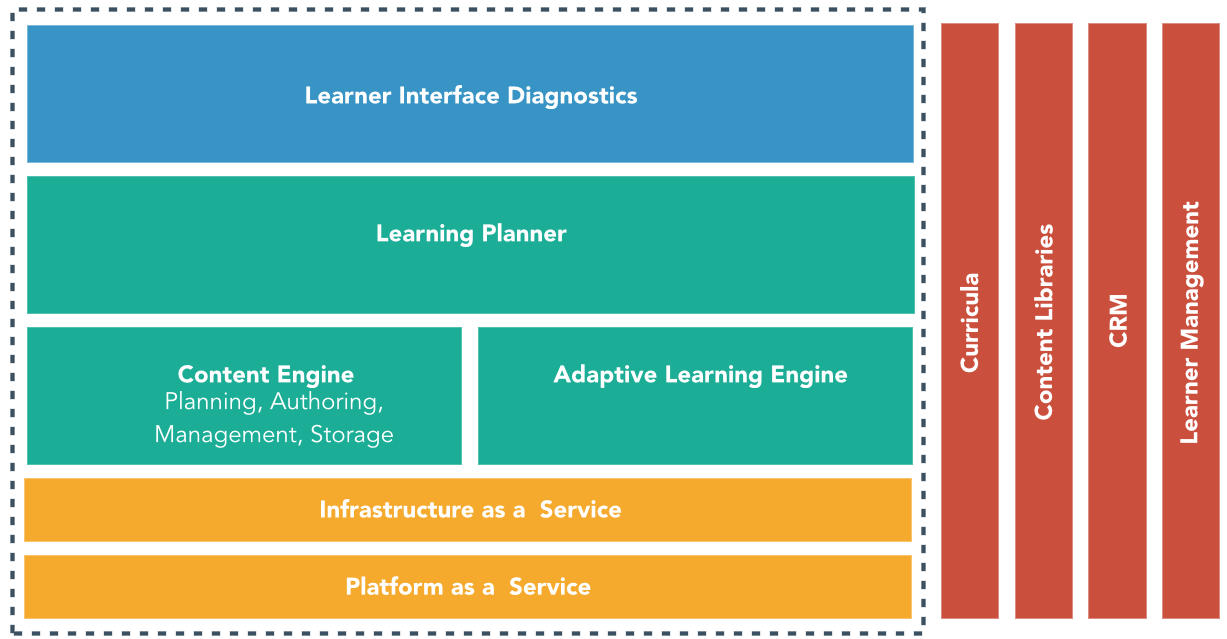 Learner Interface Diagnostics
Learning Planner
Content Engine
Planning, Authoring,
Management, Storage
Adaptive Learning Engine
Infrastructure as a  Service
Platform as a  Service
Curricula
Content Libraries
CRM
Learner Management